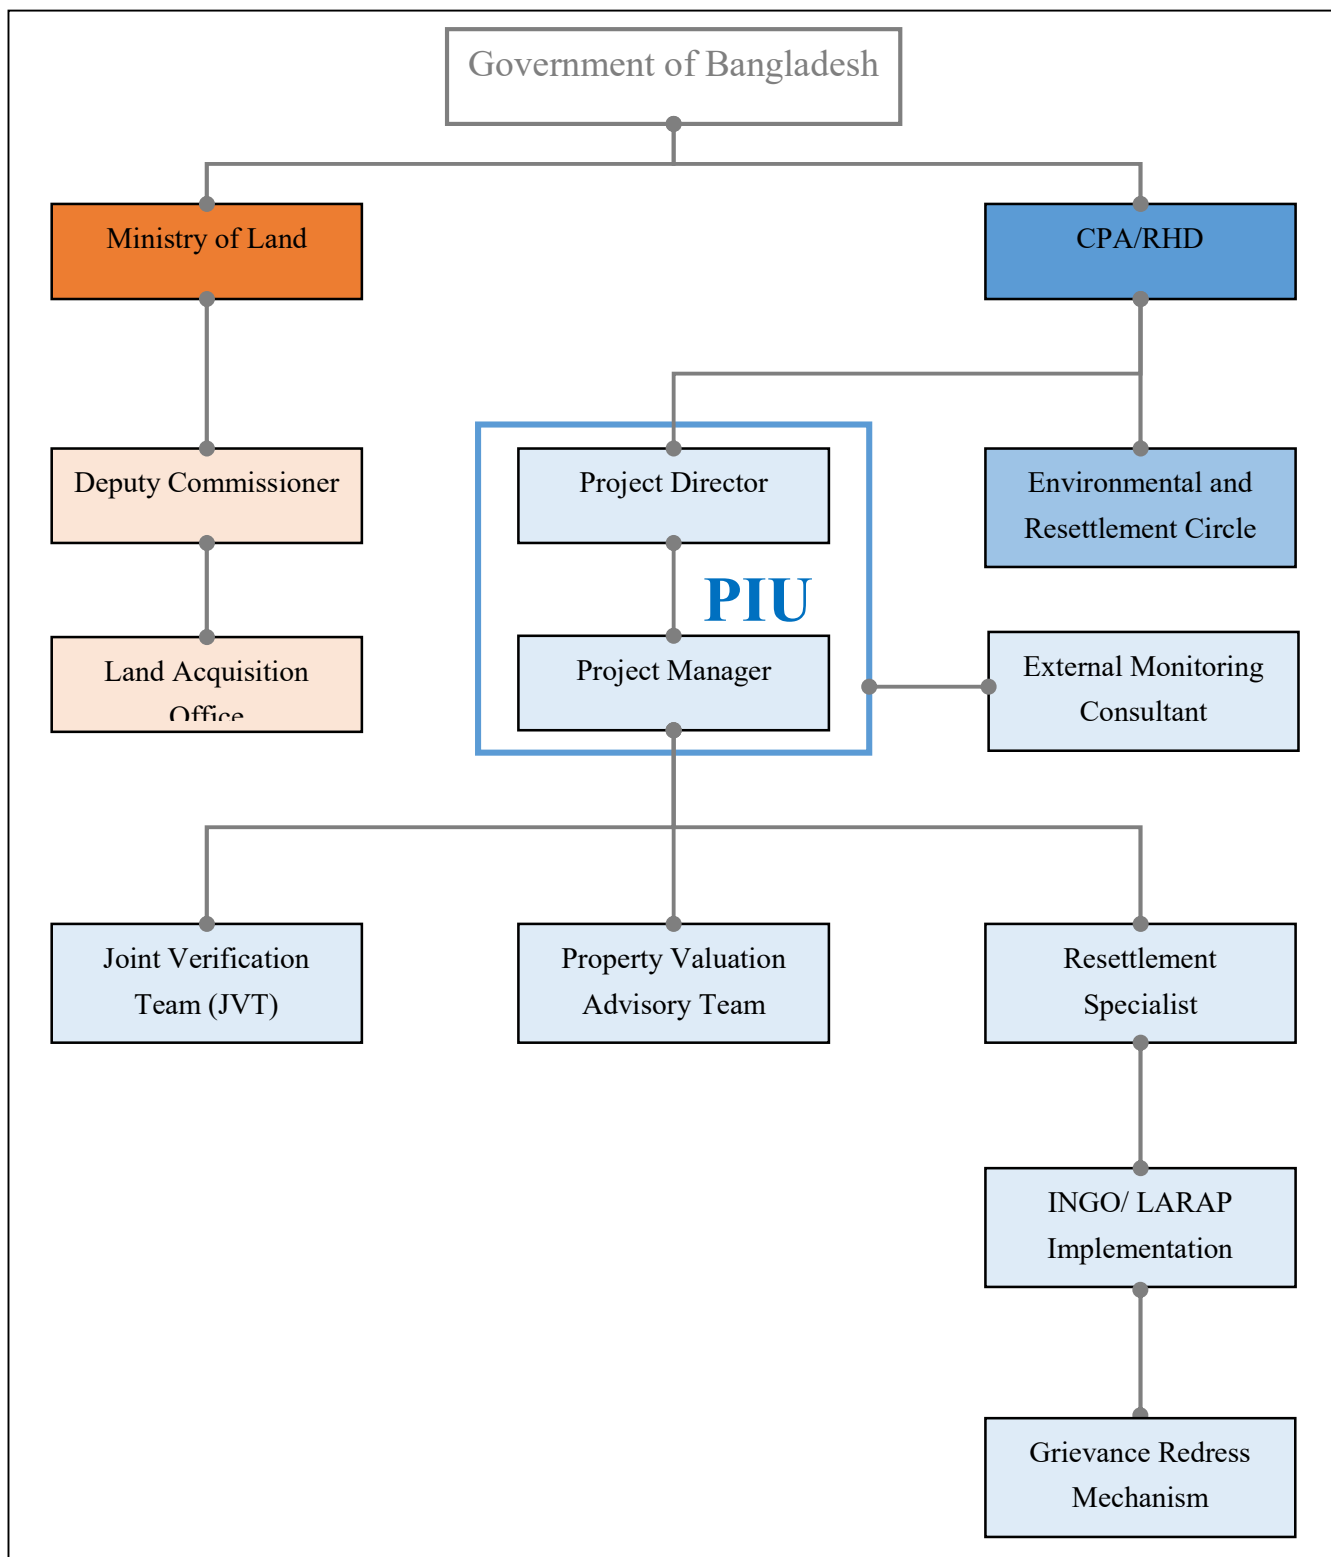 Government of Bangladesh
Ministry of Land
CPA/RHD
Deputy Commissioner
Project Director
Environmental and
Resettlement Circle
PIU
Land Acquisition
Office
Project Manager
External Monitoring
Consultant
Joint Verification
Team (JVT)
Property Valuation
Advisory Team
Resettlement
Specialist
INGO/ LARAP
Implementation
Grievance Redress
Mechanism